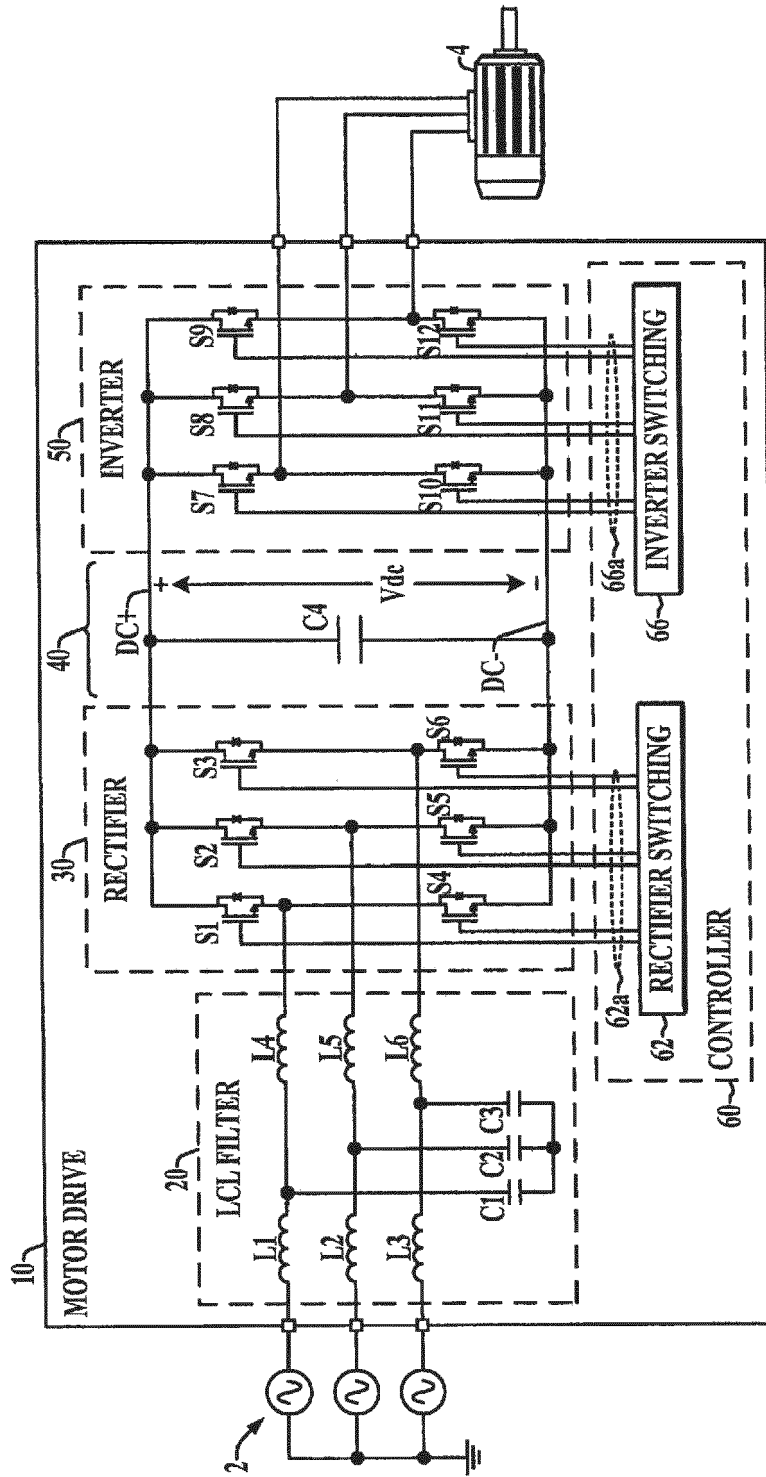 10
MOTOR DRIVE
2
20
LCL FILTER
L1
L4
L2
L5
L3
L6
C1
C2
C3
30
RECTIFIER
S1
S2
S3
S4
S5
S6
40
DC+
+
C4
Vdc
-
DC-
50
INVERTER
S7
S8
S9
S10
S11
S12
4
62a
62
RECTIFIER SWITCHING
66a
66
INVERTER SWITCHING
60
CONTROLLER